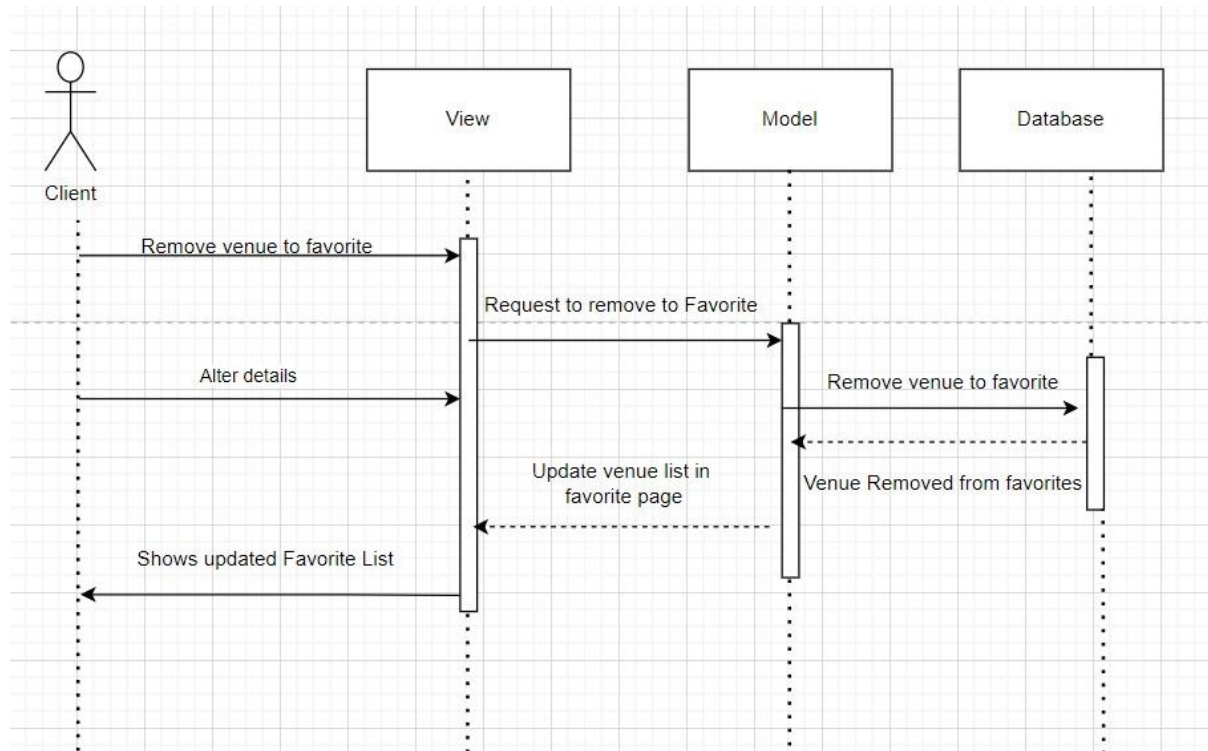 View
Model
Database
Client
Remove venue to favorite
Request to remove to Favorite
Alter details
Remove venue to favorite
Update venue list in
favorite page
Venue Removed from favorites
Shows updated Favorite List